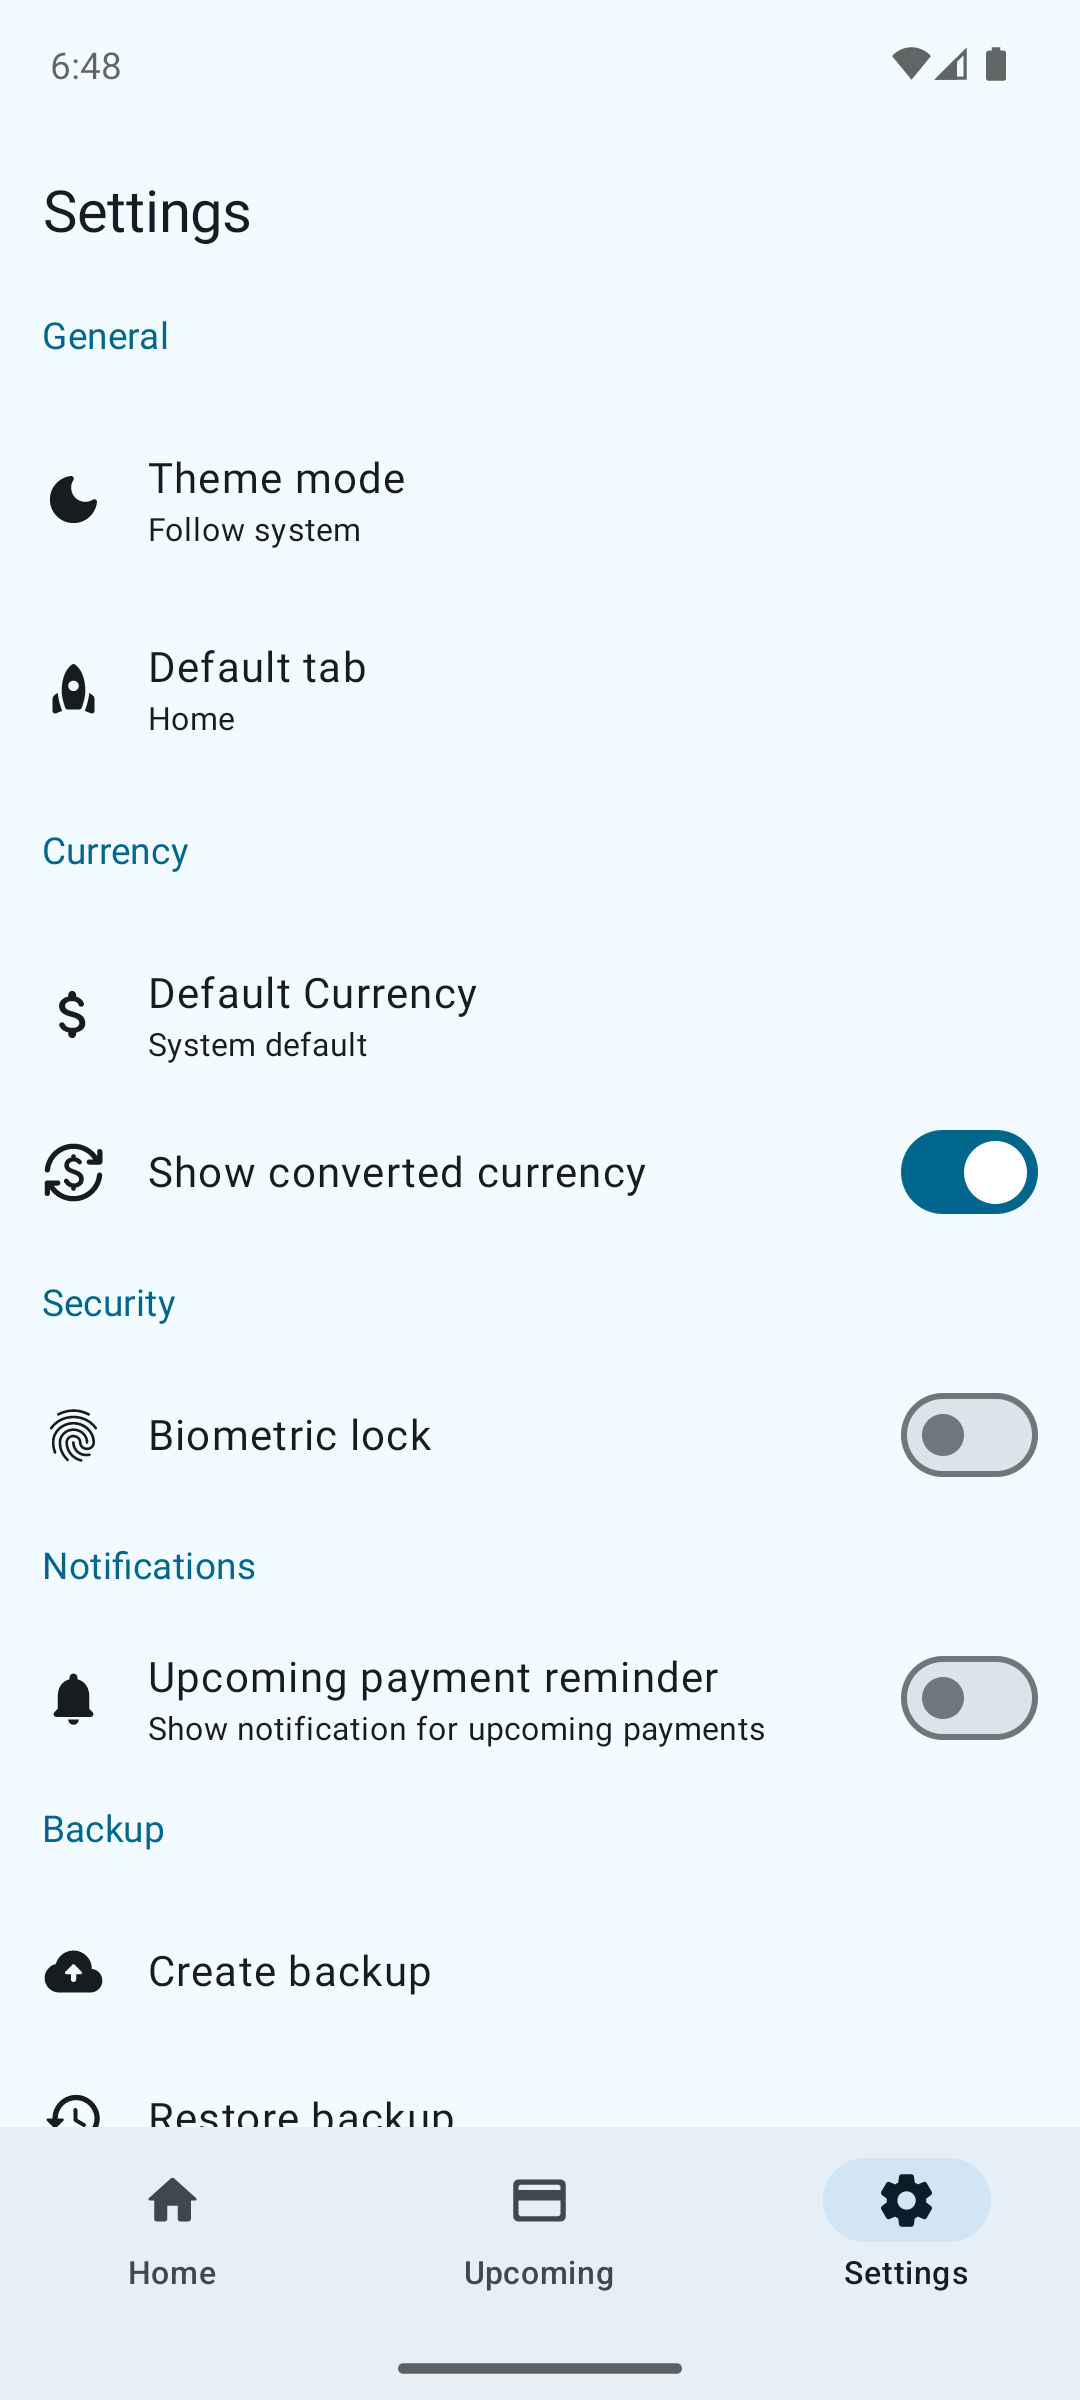 6:48
Settings
General
Theme mode
Follow system
Default tab
Home
Currency
Default Currency
System default
Show converted currency
Security
Biometric lock
Notifications
Upcoming payment reminder
Show notification for upcoming payments
Backup
Create backup
Restore backup
Home
Upcoming
Settings